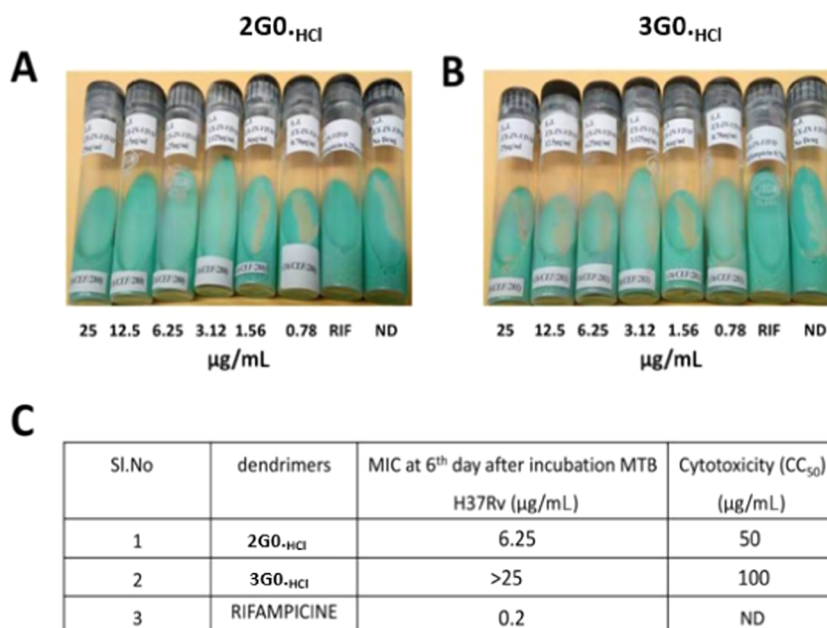 2G0.HCl
3G0.HCl
A
B
25 12.5 6.25 3.12 1.56 0.78 RIF ND
µg/mL
25 12.5 6.25 3.12 1.56 0.78 RIF ND
µg/mL
C
Sl.No dendrimers MIC at 6th day after incubation MTB H37Rv (µg/mL) Cytotoxicity (CC50) (µg/mL)
1 2G0.HCl 6.25 50
2 3G0.HCl >25 100
3 RIFAMPICINE 0.2 ND